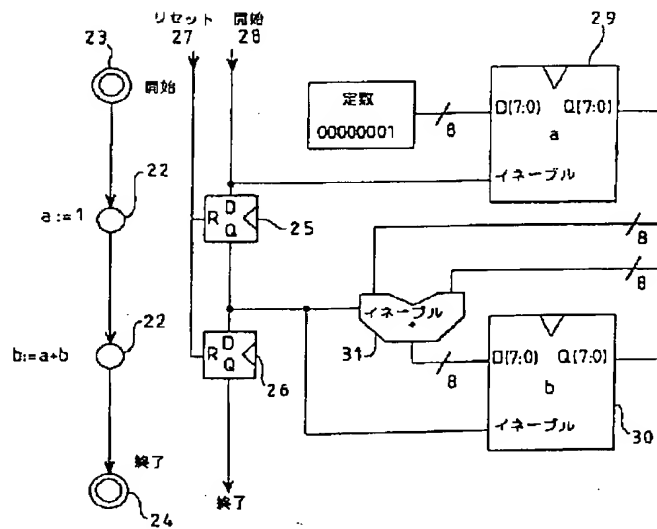 リセット 開始
27 28
23
開始
22
a:=1
22
b:=a+b
終了
24
R D Q
25
R D Q
26
終了
定数
00000001
8
29
D[7:0] Q[7:0]
a
イネーブル
8
8
イネーブル
+
31
8
D[7:0] Q[7:0]
b
イネーブル
30